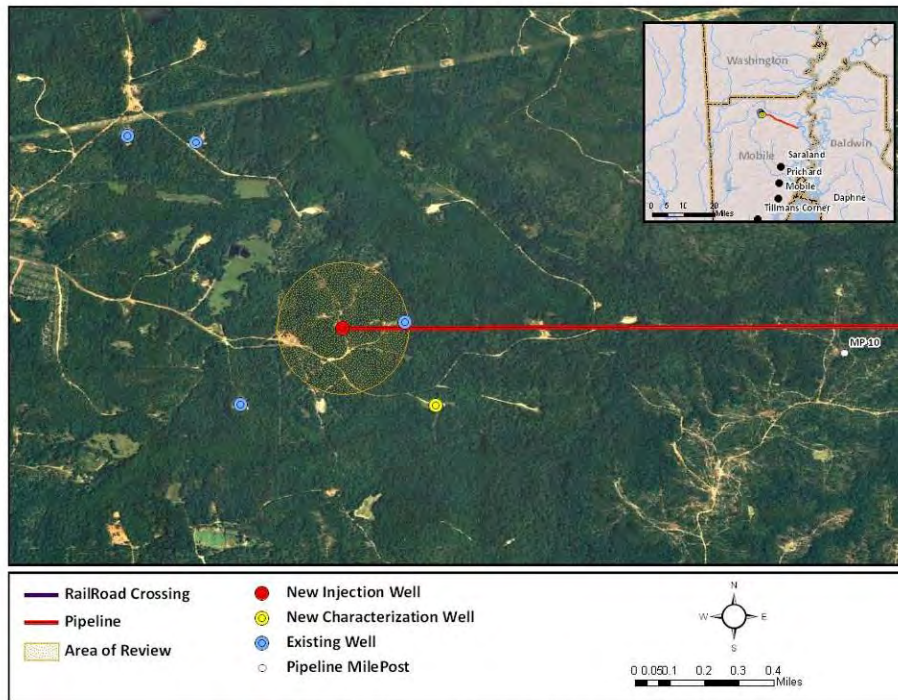 Washington
Baldwin
Mobile
Saraland
Prichard
Mobile
Daphne
Tillmans Corner
0 5 10 20
Miles
MP-10
RailRoad Crossing
Pipeline
Area of Review
New Injection Well
New Characterization Well
Existing Well
Pipeline MilePost
N
W E
S
0 0.05 0.1 0.2 0.3 0.4
Miles